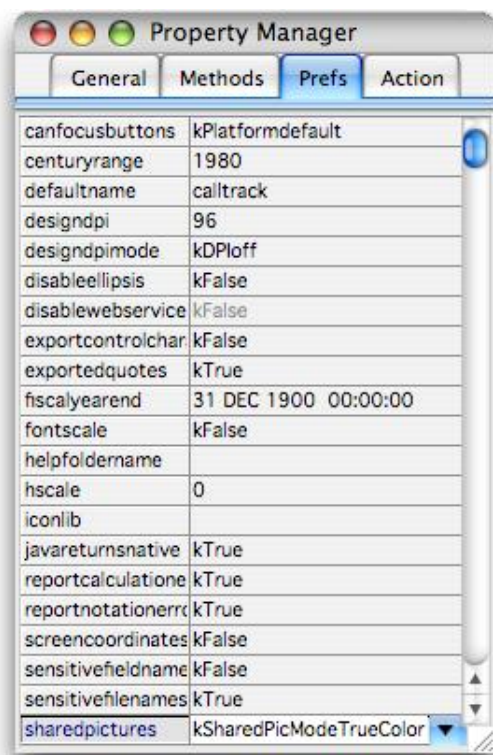 Property Manager
General Methods Prefs Action
canfocusbuttons kPlatformdefault
centuryrange 1980
defaultname calltrack
designdpi 96
designdpimode kDPIoff
disableellipsis kFalse
disablewebservice kFalse
exportcontrolchar kFalse
exportedquotes kTrue
fiscalyearend 31 DEC 1900 00:00:00
fontscale kFalse
helpfoldername
hscale 0
iconlib
javareturnsnative kTrue
reportcalculatione kTrue
reportnotationerro kTrue
screencoordinates kFalse
sensitivefieldname kFalse
sensitivefilenames kTrue
sharedpictures kSharedPicModeTrueColor